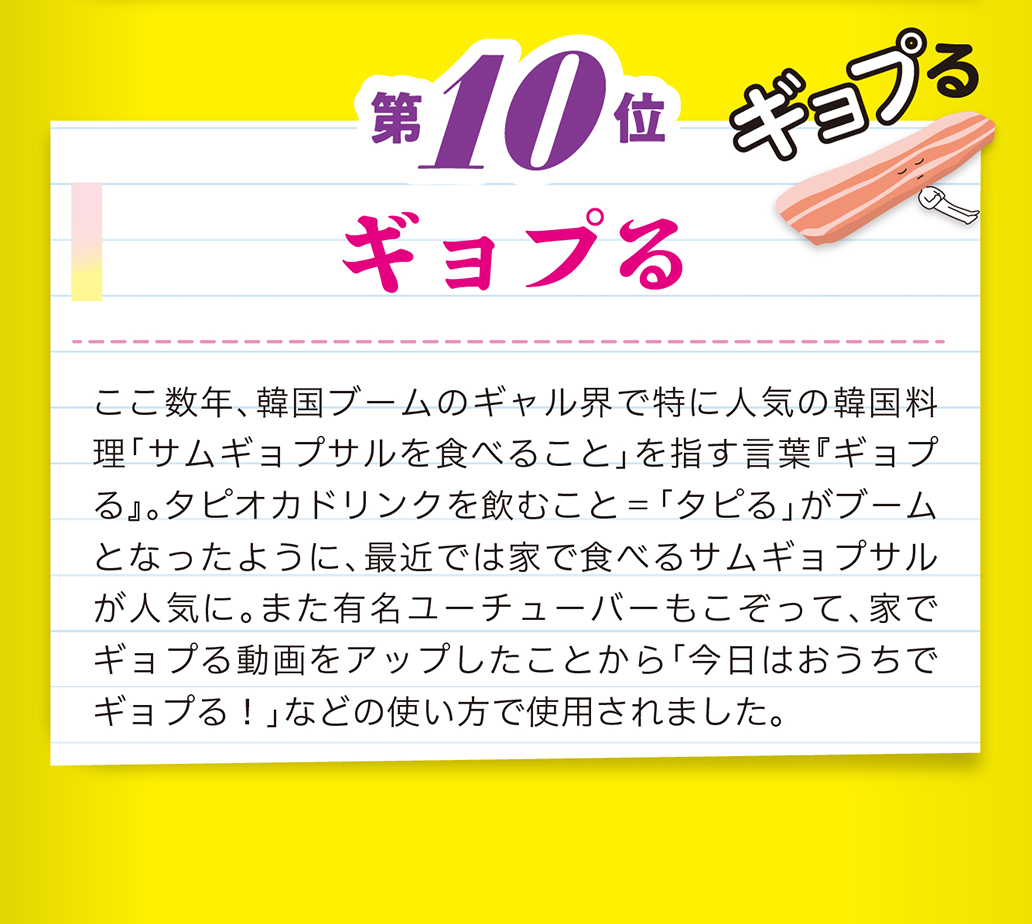 第10位
ギョプる
ギョプる
ここ数年、韓国ブームのギャル界で特に人気の韓国料
理「サムギョプサルを食べること」を指す言葉『ギョプ
る』。タピオカドリンクを飲むこと＝「タピる」がブーム
となったように、最近では家で食べるサムギョプサル
が人気に。また有名ユーチューバーもこぞって、家で
ギョプる動画をアップしたことから「今日はおうちで
ギョプる！」などの使い方で使用されました。